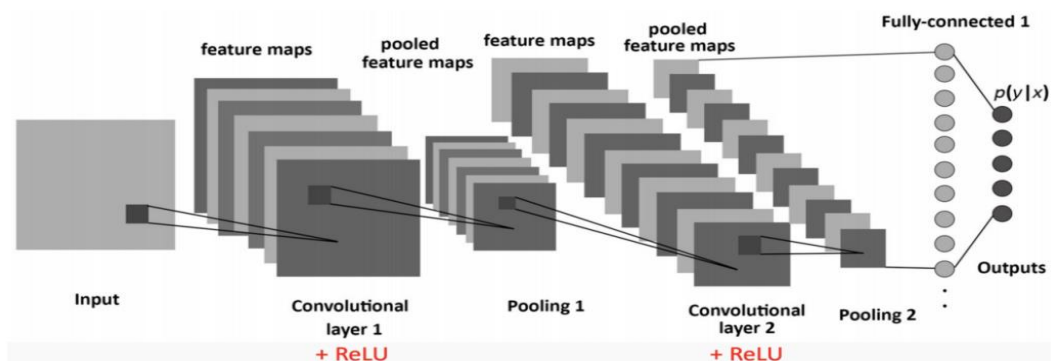 feature maps
pooled
feature maps
feature maps
pooled
feature maps
Fully-connected 1
p(y|x)
Input
Convolutional
layer 1
+ ReLU
Pooling 1
Convolutional
layer 2
+ ReLU
Pooling 2
Outputs